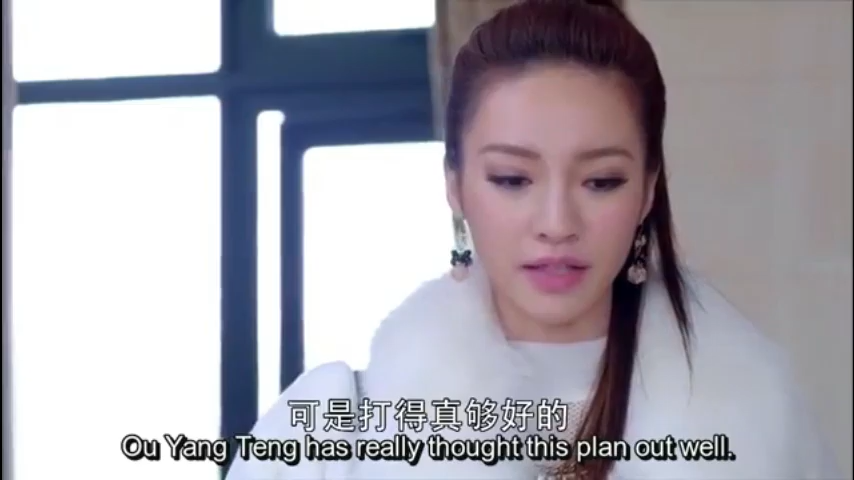 可是打得真够好的
Ou Yang Teng has really thought this plan out well.